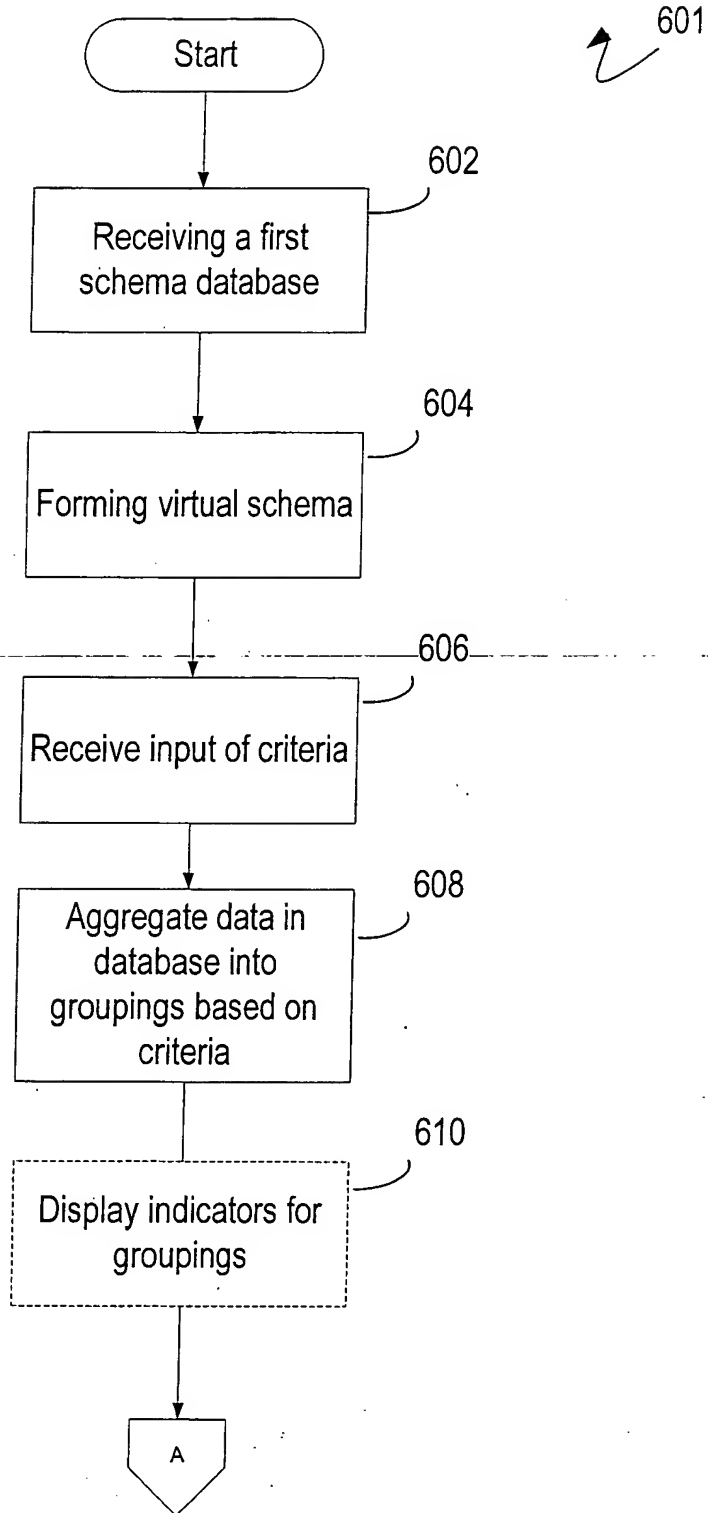 601
Start
602
Receiving a first
schema database
604
Forming virtual schema
606
Receive input of criteria
608
Aggregate data in
database into
groupings based on
criteria
610
Display indicators for
groupings
A